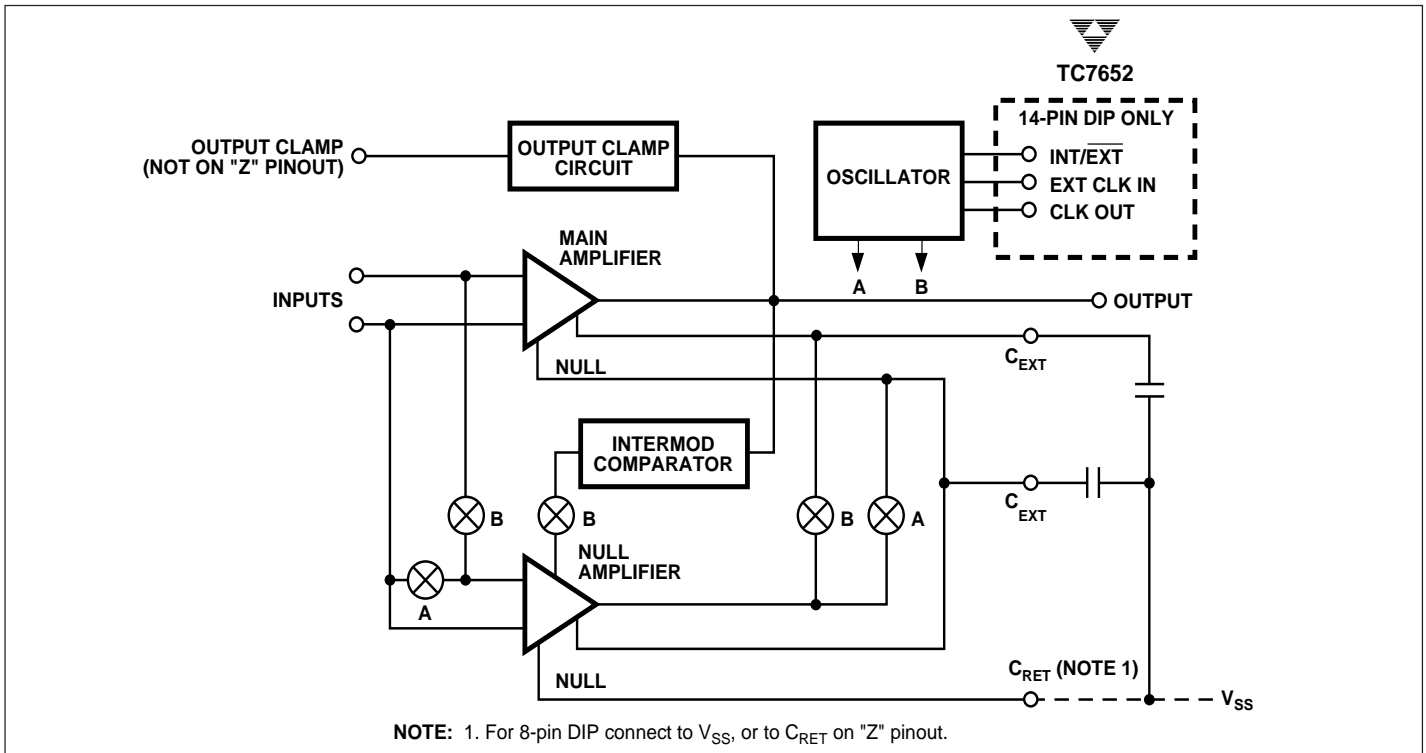 TC7652
14-PIN DIP ONLY
OUTPUT CLAMP
(NOT ON "Z" PINOUT)
OUTPUT CLAMP
CIRCUIT
OSCILLATOR
INT/EXT
EXT CLK IN
CLK OUT
MAIN
AMPLIFIER
A
B
INPUTS
OUTPUT
NULL
C_EXT
INTERMOD
COMPARATOR
C_EXT
B
B
B
A
NULL
AMPLIFIER
A
NULL
C_RET (NOTE 1)
V_SS
NOTE: 1. For 8-pin DIP connect to V_SS, or to C_RET on "Z" pinout.